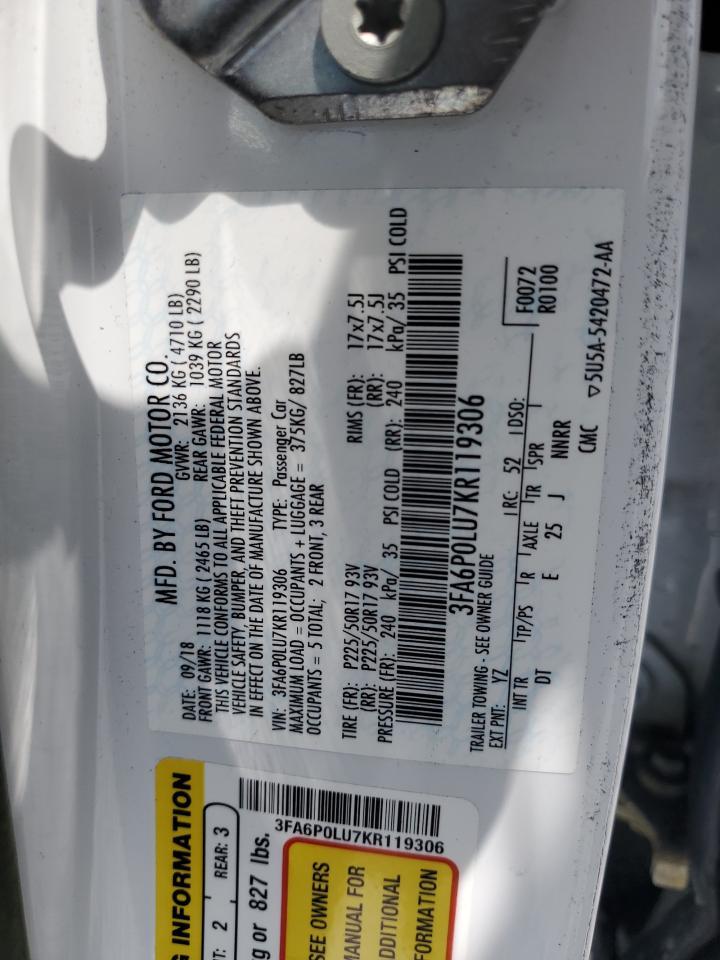 MFD. BY FORD MOTOR CO.
DATE: 09/18 GVWR: 2136 KG ( 4710 LB)
FRONT GAWR: 1118 KG ( 2465 LB) REAR GAWR: 1039 KG ( 2290 LB)
THIS VEHICLE CONFORMS TO ALL APPLICABLE FEDERAL MOTOR
VEHICLE SAFETY, BUMPER, AND THEFT PREVENTION STANDARDS
IN EFFECT ON THE DATE OF MANUFACTURE SHOWN ABOVE.
VIN: 3FA6P0LU7KR119306 TYPE: Passenger Car
MAXIMUM LOAD = OCCUPANTS + LUGGAGE = 375KG/ 827LB
OCCUPANTS = 5 TOTAL; 2 FRONT, 3 REAR
TIRE (FR): P225/50R17 93V RIMS (FR): 17x7.5J
(RR): P225/50R17 93V (RR): 17x7.5J
PRESSURE (FR): 240 kPa/ 35 PSI COLD (RR): 240 kPa/ 35 PSI COLD
3FA6P0LU7KR119306
TRAILER TOWING - SEE OWNER GUIDE
EXT PNT: YZ RC: 52 DSO: F0072
R0100
INT TR TP/PS R AXLE TR SPR
DT E 25 J NNRR
CMC ▽5U5A-5420472-AA
G INFORMATION
T: 2 REAR: 3
g or 827 lbs.
3FA6P0LU7KR119306
SEE OWNERS
MANUAL FOR
ADDITIONAL
FORMATION